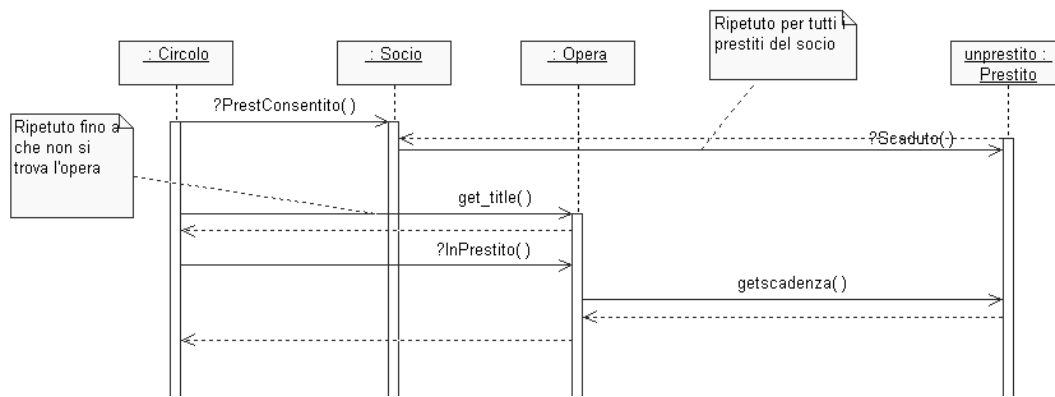 Ripetuto per tutti i
prestiti del socio
: Circolo
: Socio
: Opera
unprestito :
Prestito
?PrestConsentito( )
Ripetuto fino a
che non si
trova l'opera
?Scaduto( )
get_title( )
?InPrestito( )
getscadenza( )